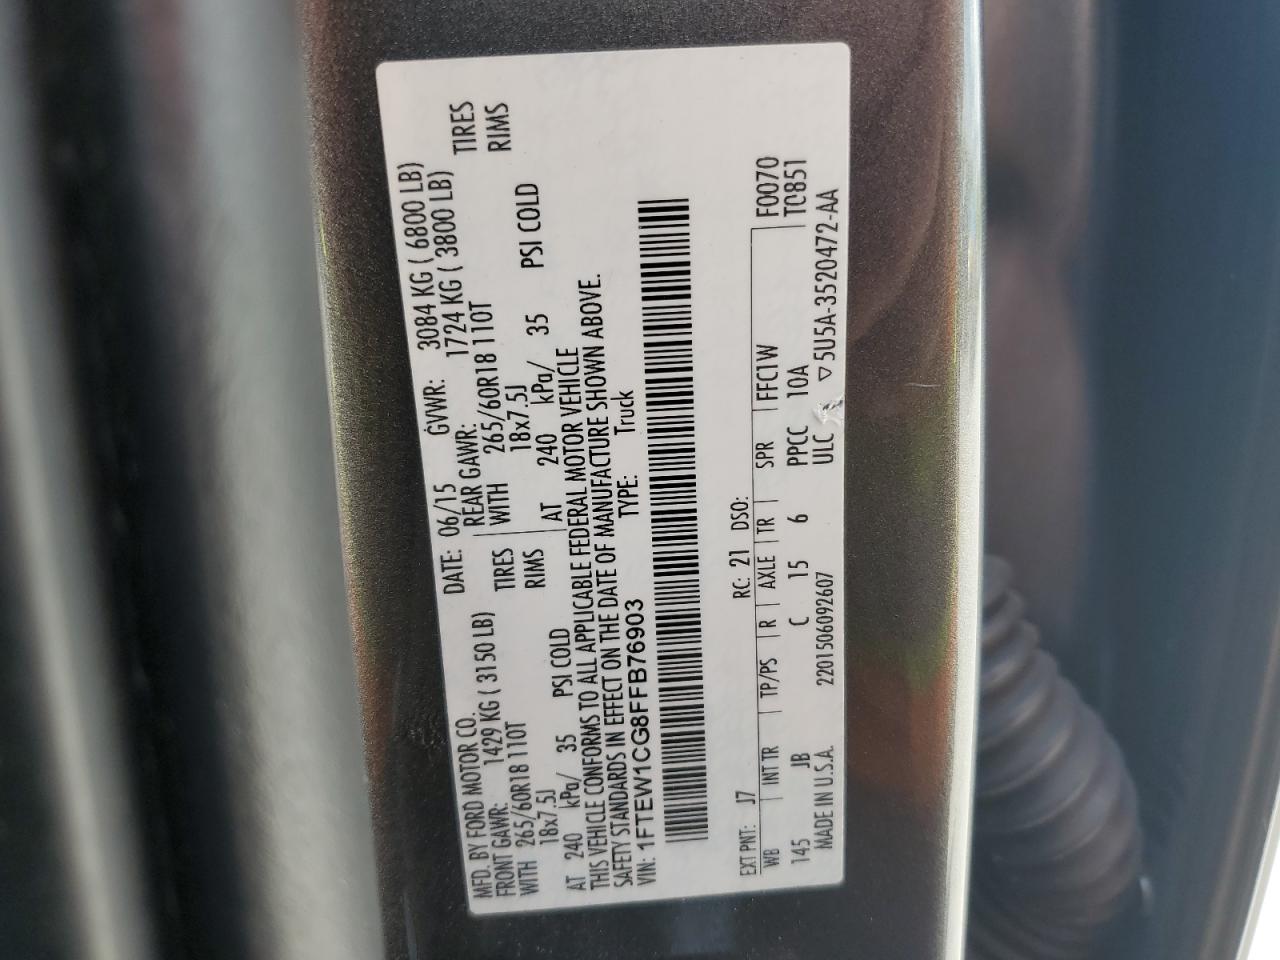 MFD. BY FORD MOTOR CO.
DATE: 06/15 GVWR: 3084 KG ( 6800 LB)
FRONT GAWR: 1429 KG ( 3150 LB) REAR GAWR: 1724 KG ( 3800 LB)
WITH 265/60R18 110T TIRES WITH 265/60R18 110T TIRES
18x7.5J RIMS 18x7.5J RIMS
AT 240 kPa/ 35 PSI COLD AT 240 kPa/ 35 PSI COLD
THIS VEHICLE CONFORMS TO ALL APPLICABLE FEDERAL MOTOR VEHICLE
SAFETY STANDARDS IN EFFECT ON THE DATE OF MANUFACTURE SHOWN ABOVE.
VIN: 1FTEW1CG8FFB76903 TYPE: Truck
EXT PNT: J7 RC: 21 DSO: F0070
WB INT TR TP/PS R AXLE TR SPR FFC1W T0851
145 JB C 15 6 PPCC 10A
MADE IN U.S.A. 2201506092607 ULC ▽5U5A-3520472-AA